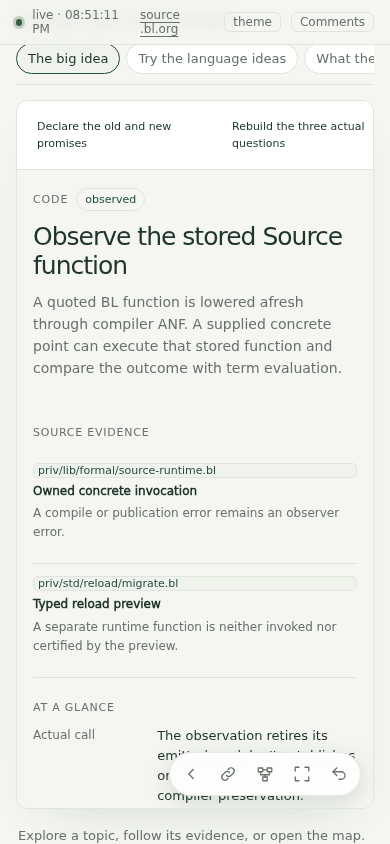 live · 08:51:11 PM
source.bl.org
theme
Comments
The big idea
Try the language ideas
What the
Declare the old and new promises
Rebuild the three actual questions
CODE observed
Observe the stored Source
function
A quoted BL function is lowered afresh
through compiler ANF. A supplied concrete
point can execute that stored function and
compare the outcome with term evaluation.
SOURCE EVIDENCE
priv/lib/formal/source-runtime.bl
Owned concrete invocation
A compile or publication error remains an observer
error.
priv/std/reload/migrate.bl
Typed reload preview
A separate runtime function is neither invoked nor
certified by the preview.
AT A GLANCE
Actual call
The observation retires its
compiler preservation.
Explore a topic, follow its evidence, or open the map.